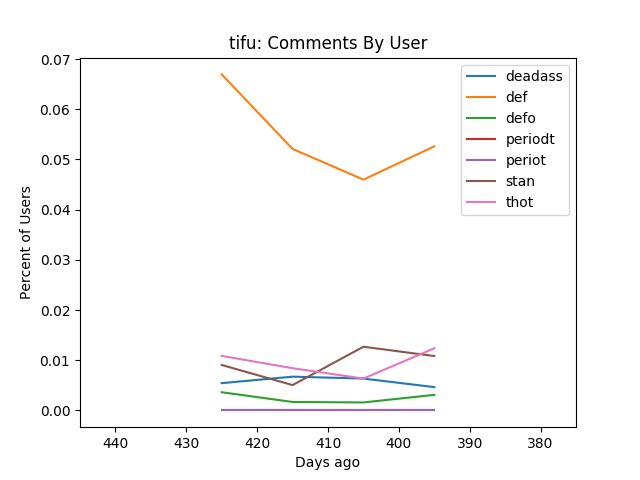 tifu: Comments By User
0.07
0.06
0.05
0.04
0.03
0.02
0.01
0.00
Percent of Users
deadass
def
defo
periodt
periot
stan
thot
440 430 420 410 400 390 380
Days ago